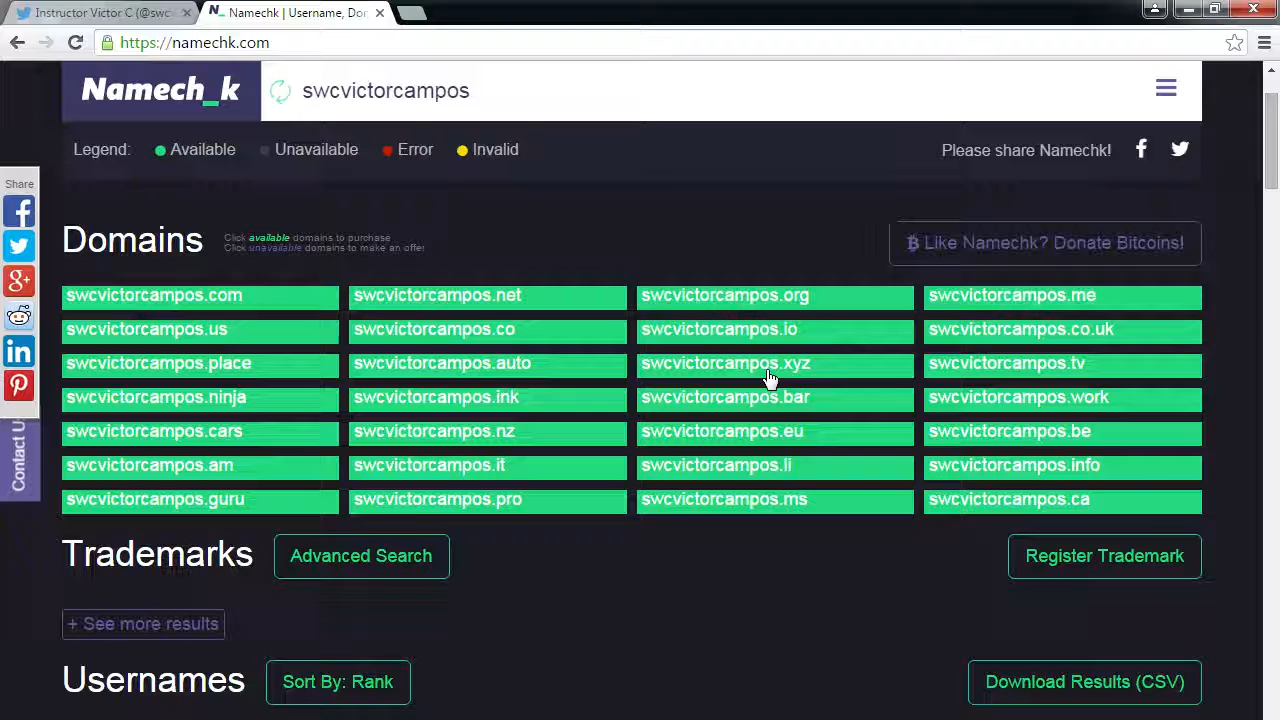 Instructor Victor C (@swc
Namechk | Username, Dor
https://namechk.com
Namech_k
swcvictorcampos
Legend:
Available
Unavailable
Error
Invalid
Please share Namechk!
Share
Contact Us
Domains
Click available domains to purchase
Click unavailable domains to make an offer
Like Namechk? Donate Bitcoins!
swcvictorcampos.com
swcvictorcampos.net
swcvictorcampos.org
swcvictorcampos.me
swcvictorcampos.us
swcvictorcampos.co
swcvictorcampos.io
swcvictorcampos.co.uk
swcvictorcampos.place
swcvictorcampos.auto
swcvictorcampos.xyz
swcvictorcampos.tv
swcvictorcampos.ninja
swcvictorcampos.ink
swcvictorcampos.bar
swcvictorcampos.work
swcvictorcampos.cars
swcvictorcampos.nz
swcvictorcampos.eu
swcvictorcampos.be
swcvictorcampos.am
swcvictorcampos.it
swcvictorcampos.li
swcvictorcampos.info
swcvictorcampos.guru
swcvictorcampos.pro
swcvictorcampos.ms
swcvictorcampos.ca
Trademarks
Advanced Search
Register Trademark
+ See more results
Usernames
Sort By: Rank
Download Results (CSV)